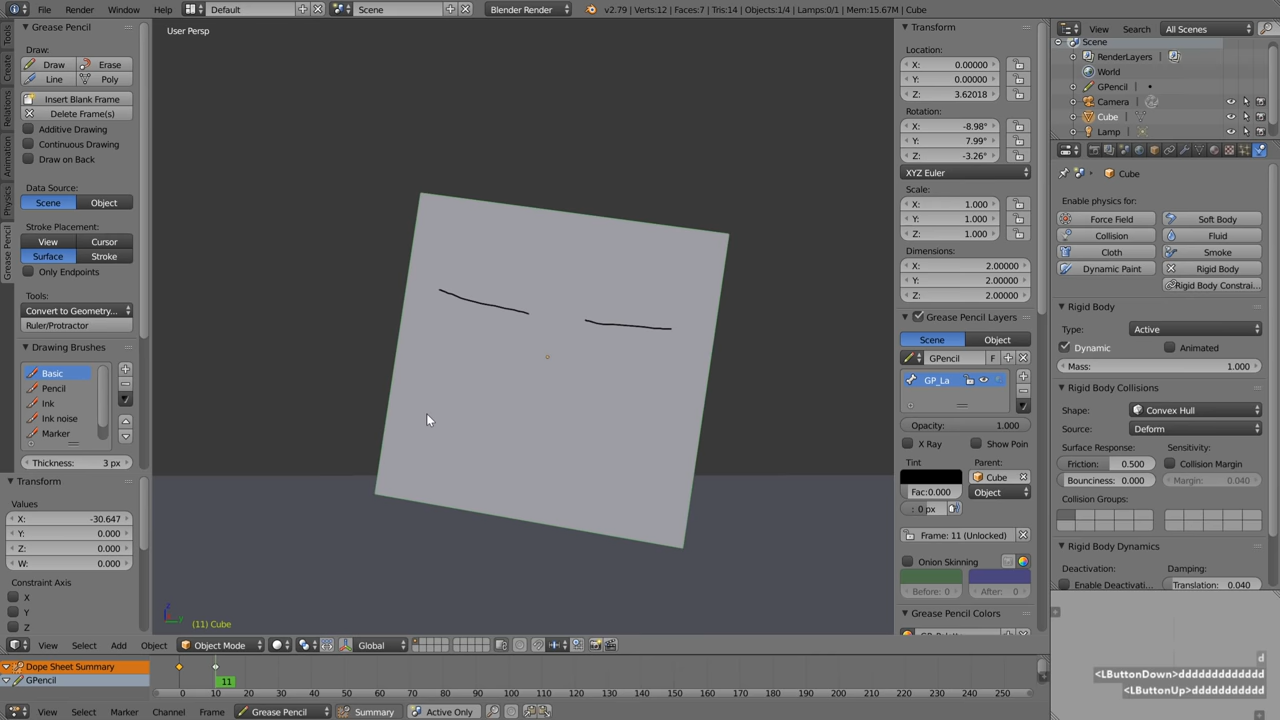 File Render Window Help Default Scene Blender Render v2.79 | Verts:12 | Faces:7 | Tris:14 | Objects:1/4 | Lamps:0/1 | Mem:15.67M | Cube
Tools
Create
Relations
Animation
Physics
Grease Pencil
Grease Pencil
Draw:
Draw Erase
Line Poly
Insert Blank Frame
Delete Frame(s)
Additive Drawing
Continuous Drawing
Draw on Back
Data Source:
Scene Object
Stroke Placement:
View Cursor
Surface Stroke
Only Endpoints
Tools:
Convert to Geometry...
Ruler/Protractor
Drawing Brushes
Basic
Pencil
Ink
Ink noise
Marker
Thickness: 3 px
Transform
Values
X: -30.647
Y: 0.000
Z: 0.000
W: 0.000
Constraint Axis
X
Y
Z
User Persp
(11) Cube
View Select Add Object Object Mode Global
Transform
Location:
X: 0.00000
Y: 0.00000
Z: 3.62018
Rotation:
X: -8.98°
Y: 7.99°
Z: -3.26°
XYZ Euler
Scale:
X: 1.000
Y: 1.000
Z: 1.000
Dimensions:
X: 2.00000
Y: 2.00000
Z: 2.00000
Grease Pencil Layers
Scene Object
GPencil F
GP_La
Opacity: 1.000
X Ray Show Poin
Tint Parent:
Cube
Fac:0.000 Object
: 0 px
Frame: 11 (Unlocked)
Onion Skinning
Before: 0 After: 0
Grease Pencil Colors
View Search All Scenes
Scene
RenderLayers
World
GPencil
Camera
Cube
Lamp
Cube
Enable physics for:
Force Field Soft Body
Collision Fluid
Cloth Smoke
Dynamic Paint Rigid Body
Rigid Body Constrai...
Rigid Body
Type: Active
Dynamic Animated
Mass: 1.000
Rigid Body Collisions
Shape: Convex Hull
Source: Deform
Surface Response: Sensitivity:
Friction: 0.500 Collision Margin
Bounciness: 0.000 Margin: 0.040
Collision Groups:
Rigid Body Dynamics
Deactivation: Damping:
Enable Deactivati... Translation: 0.040
d
<LButtonDown>ddddddddddddd
<LButtonUp>ddddddddddd
Dope Sheet Summary
GPencil
11
0 10 20 30 40 50 60 70 80 90 100 110 120 130 140 150 160 170 180 190 200 210 220 230 240 250
View Select Marker Channel Frame Grease Pencil Summary Active Only